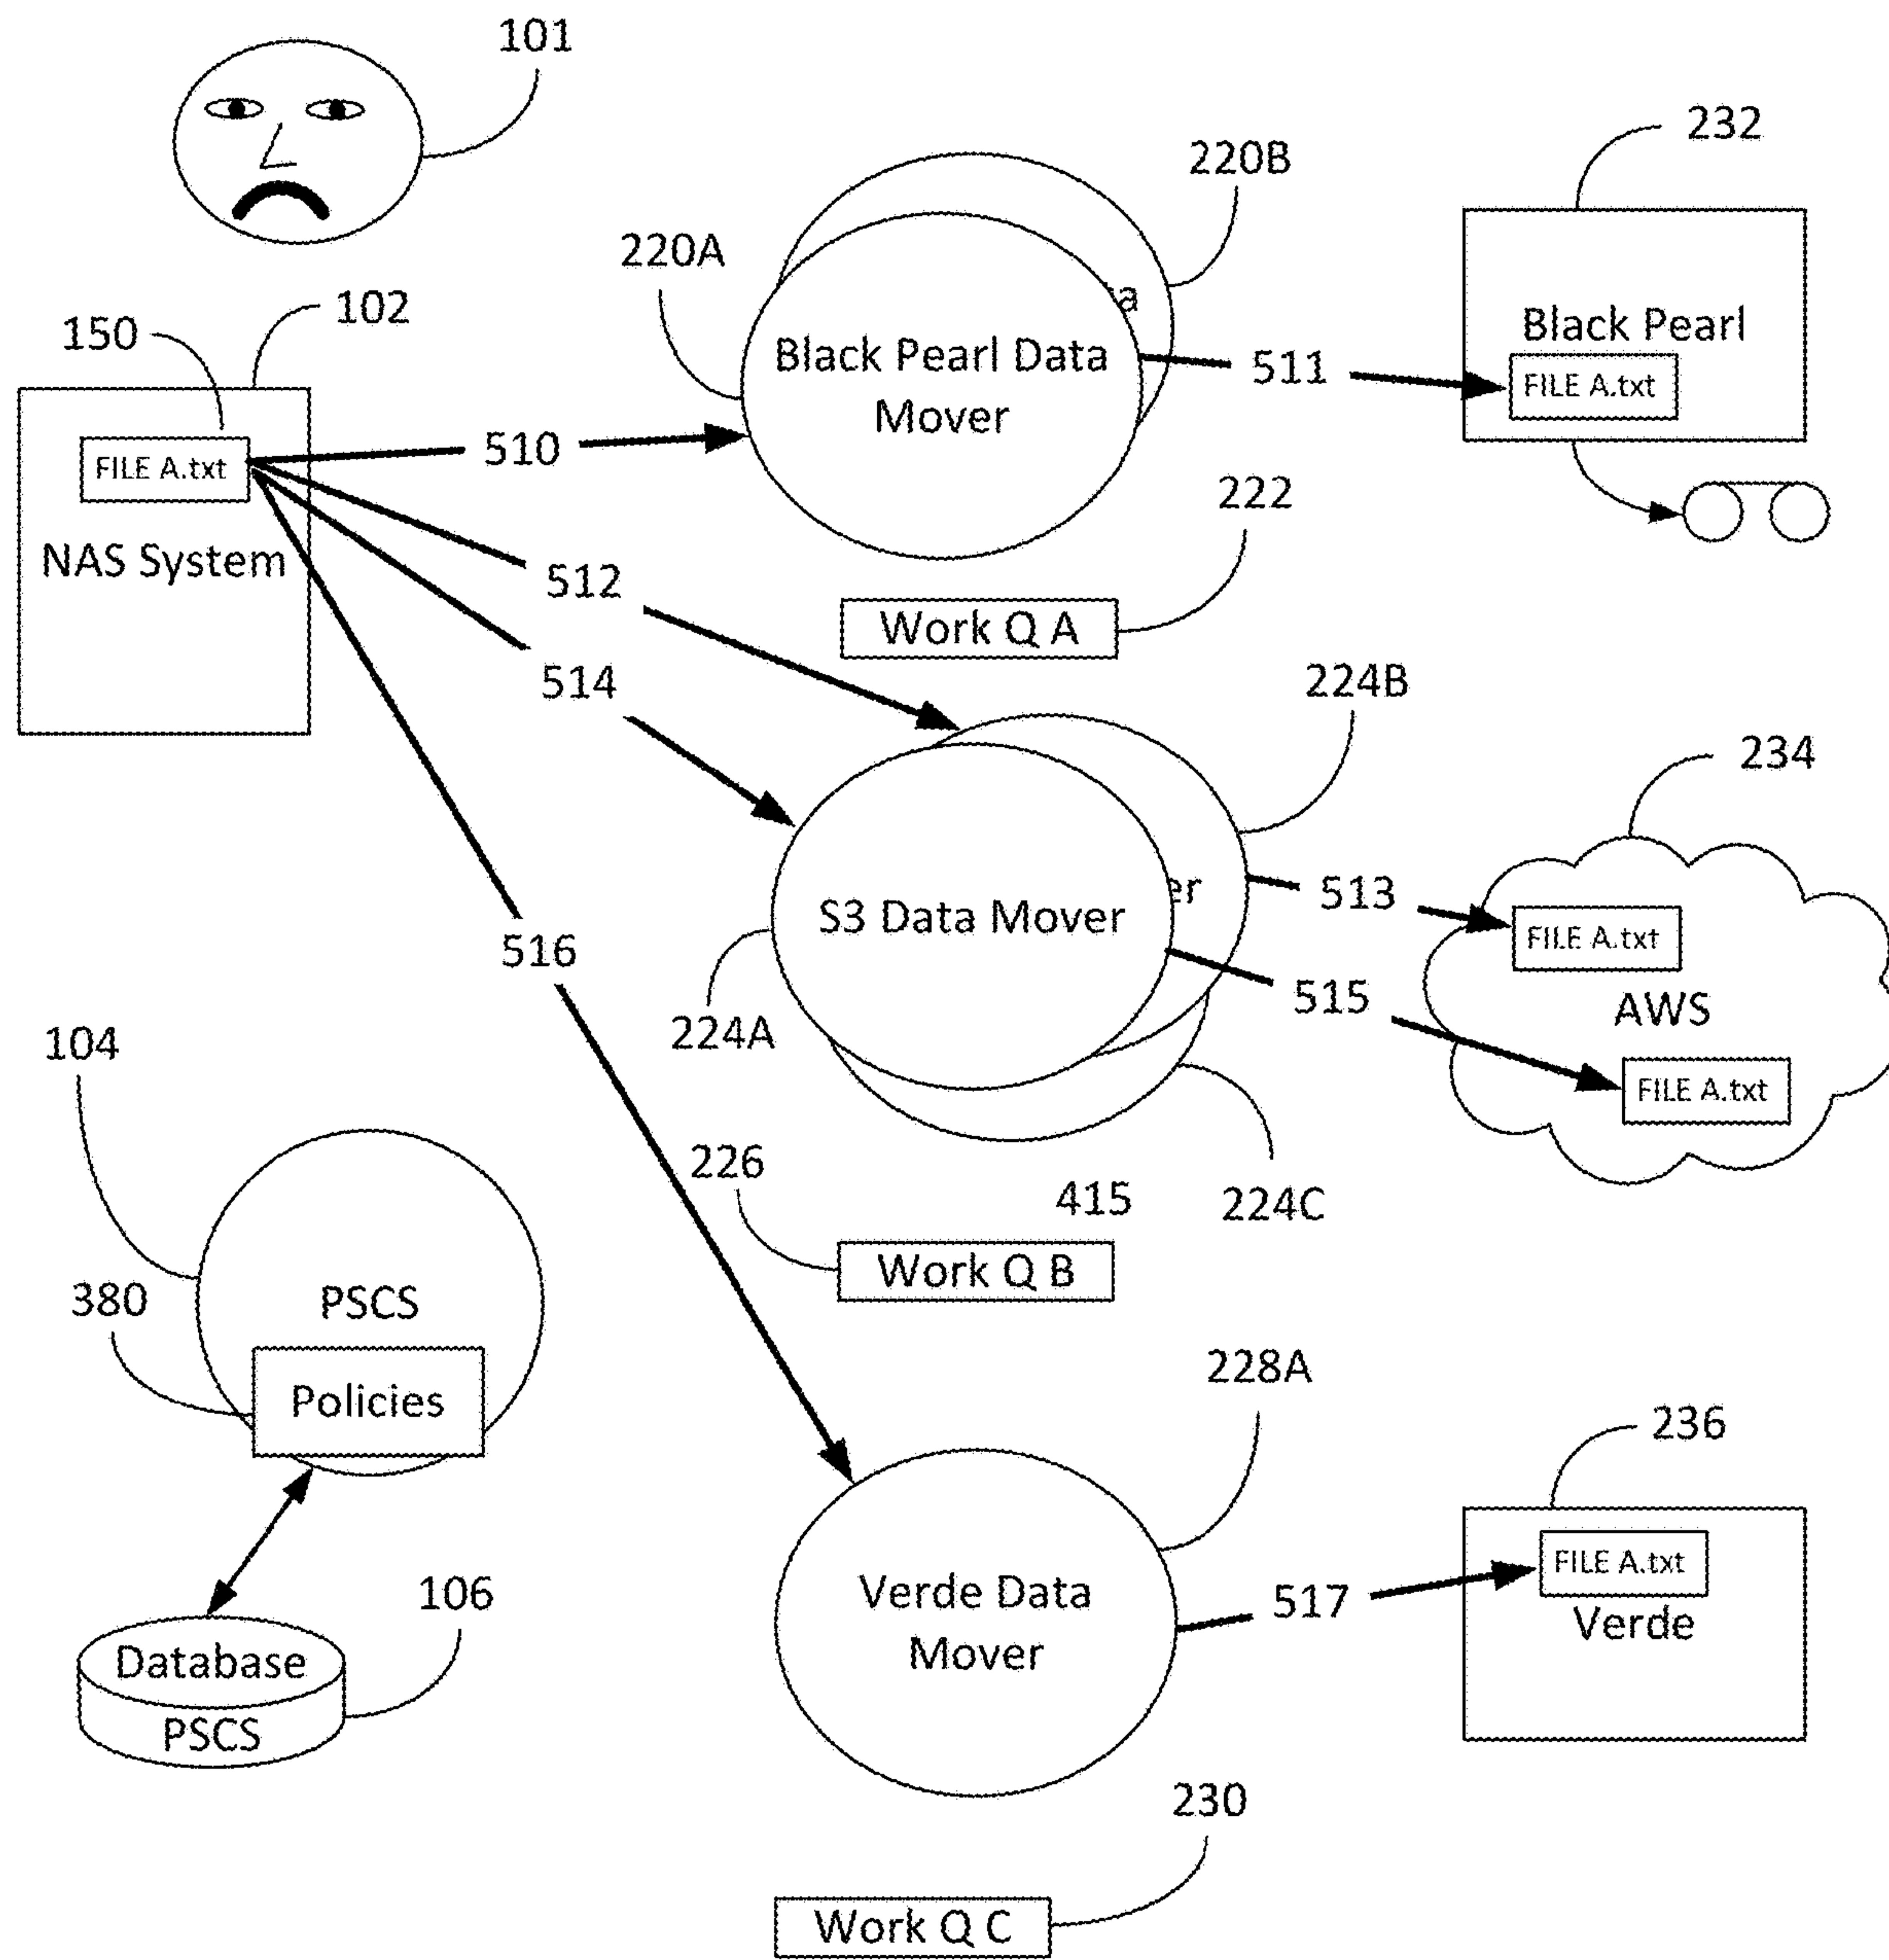 101
232
220B
220A
102
150
Black Pearl
511
Black Pearl Data
Mover
FILE A.txt
510
FILE A.txt
222
NAS System
512
Work Q A
514
224B
234
513
S3 Data Mover
FILE A.txt
516
515
AWS
224A
104
FILE A.txt
226
415
224C
Work Q B
380
PSCS
228A
Policies
236
FILE A.txt
Verde Data
517
106
Verde
Mover
Database
PSCS
230
Work Q C